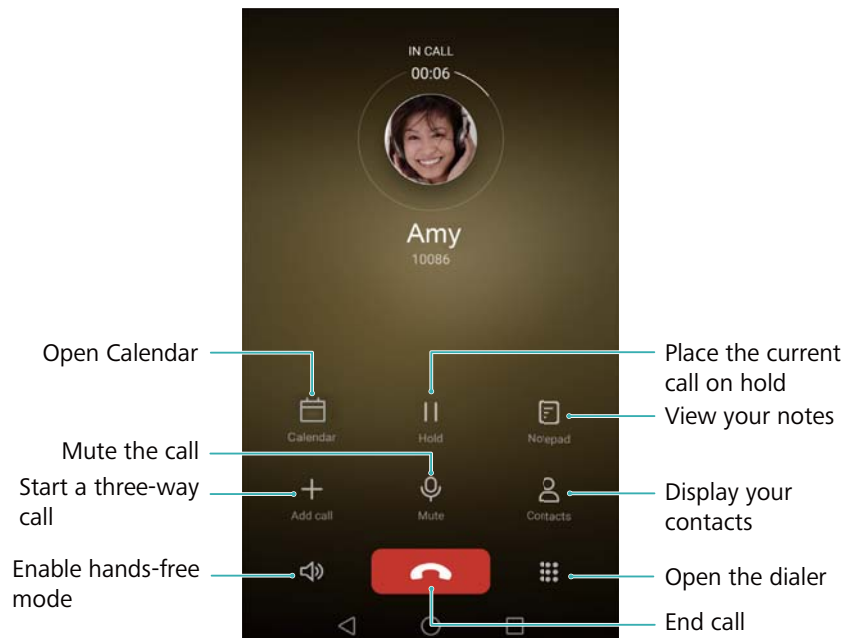 IN CALL
00:06
Amy
10086
Open Calendar
Place the current
call on hold
View your notes
Calendar
Hold
Notepad
Mute the call
Start a three-way
call
Display your
contacts
Add call
Mute
Contacts
Enable hands-free
mode
Open the dialer
End call